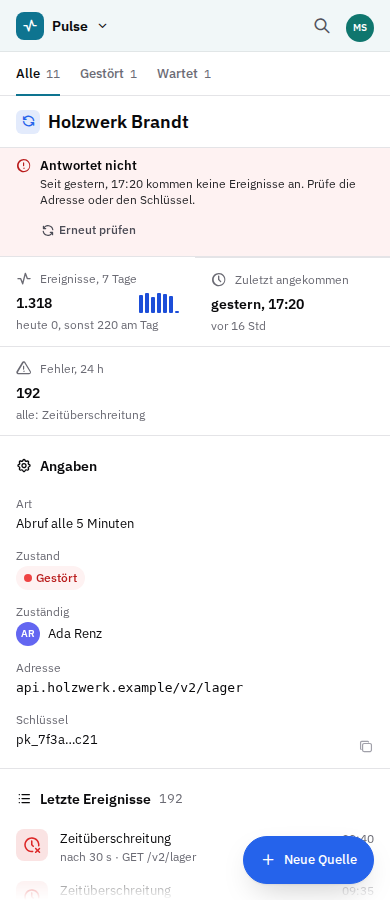 Pulse
MS
Alle 11
Gestört 1
Wartet 1
Holzwerk Brandt
Antwortet nicht
Seit gestern, 17:20 kommen keine Ereignisse an. Prüfe die
Adresse oder den Schlüssel.
Erneut prüfen
Ereignisse, 7 Tage
1.318
heute 0, sonst 220 am Tag
Zuletzt angekommen
gestern, 17:20
vor 16 Std
Fehler, 24 h
192
alle: Zeitüberschreitung
Angaben
Art
Abruf alle 5 Minuten
Zustand
Gestört
Zuständig
AR Ada Renz
Adresse
api.holzwerk.example/v2/lager
Schlüssel
pk_7f3a…c21
Letzte Ereignisse 192
Zeitüberschreitung
nach 30 s · GET /v2/lager
Neue Quelle
Zeitüberschreitung 09:35